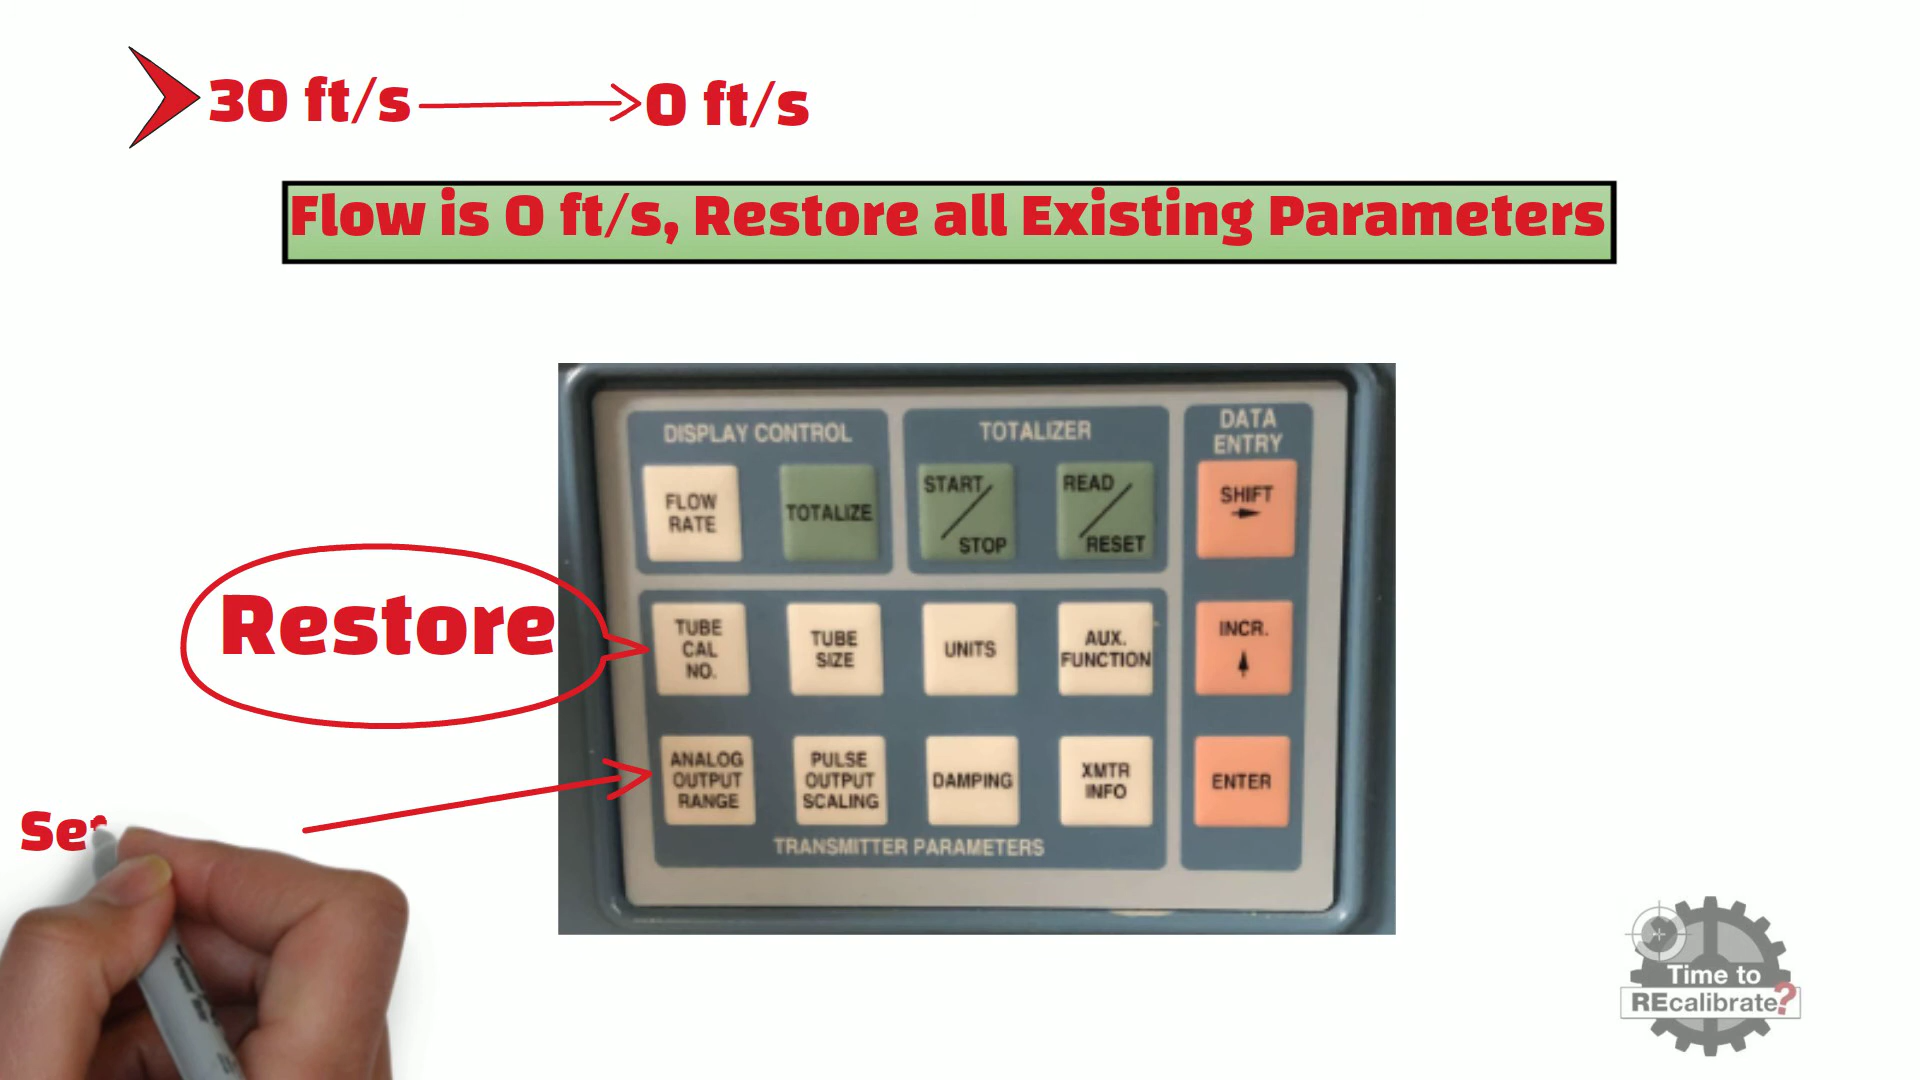 30 ft/s
0 ft/s
Flow is 0 ft/s, Restore all Existing Parameters
DISPLAY CONTROL
TOTALIZER
DATA
ENTRY
FLOW
RATE
TOTALIZE
START
STOP
READ
RESET
SHIFT
Restore
TUBE
CAL
NO.
TUBE
SIZE
UNITS
AUX.
FUNCTION
INCR.
ANALOG
OUTPUT
RANGE
PULSE
OUTPUT
SCALING
DAMPING
XMTR
INFO
ENTER
TRANSMITTER PARAMETERS
Time to
REcalibrate?